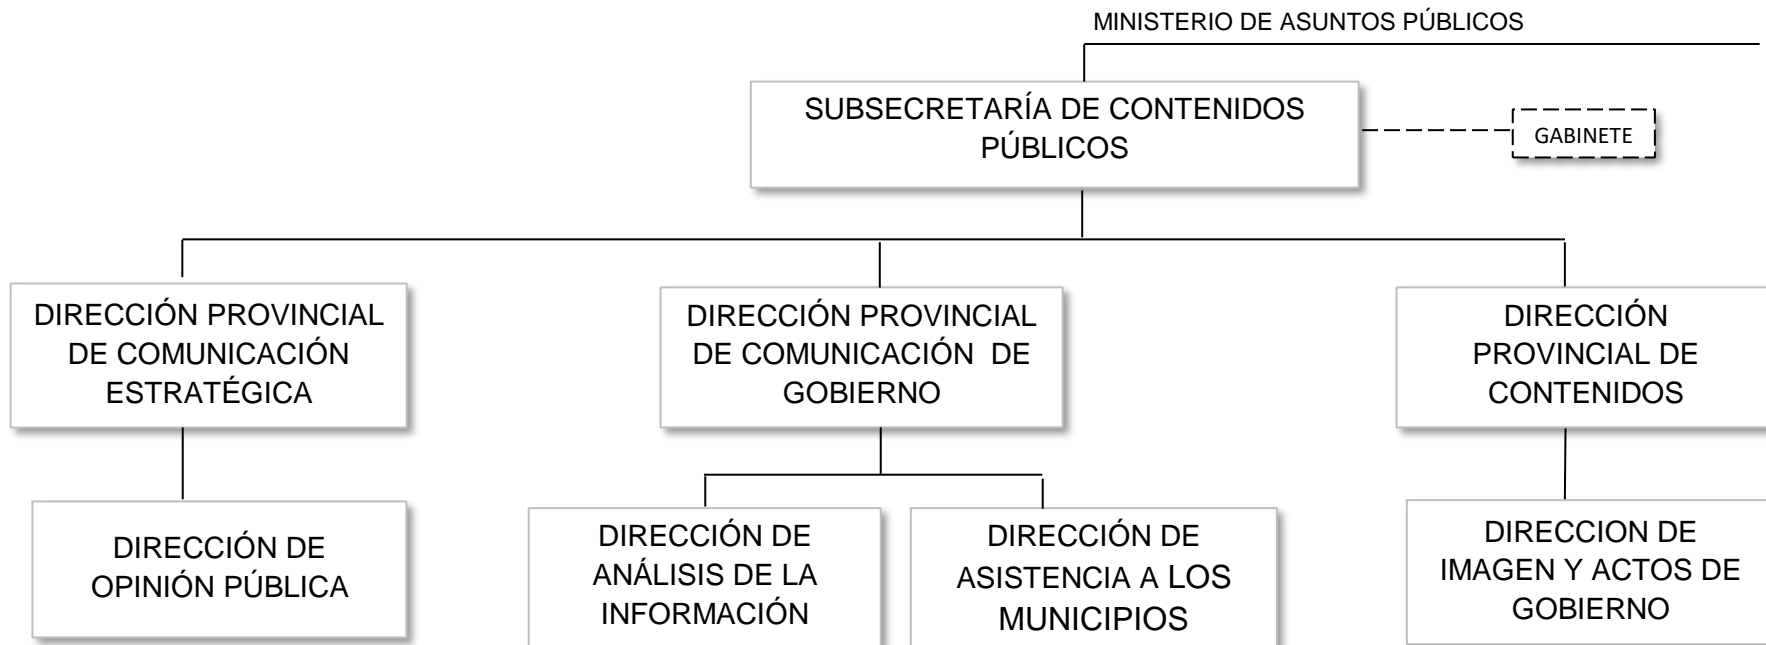 MINISTERIO DE ASUNTOS PÚBLICOS
SUBSECRETARÍA DE CONTENIDOS
PÚBLICOS
GABINETE
DIRECCIÓN PROVINCIAL
DE COMUNICACIÓN
ESTRATÉGICA
DIRECCIÓN PROVINCIAL
DE COMUNICACIÓN  DE
GOBIERNO
DIRECCIÓN
PROVINCIAL DE
CONTENIDOS
DIRECCIÓN DE
OPINIÓN PÚBLICA
DIRECCIÓN DE
ANÁLISIS DE LA
INFORMACIÓN
DIRECCIÓN DE
ASISTENCIA A LOS
MUNICIPIOS
DIRECCION DE
IMAGEN Y ACTOS DE
GOBIERNO